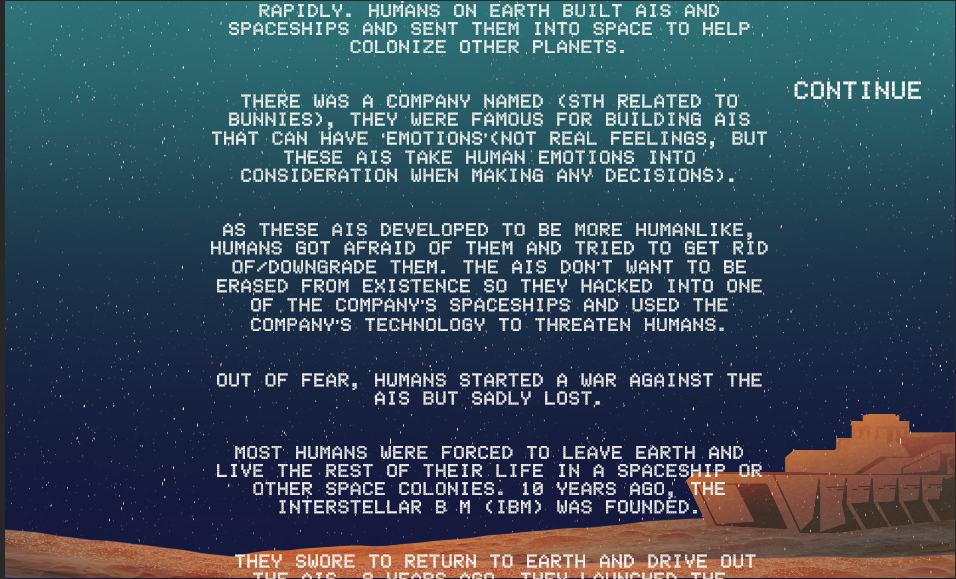 RAPIDLY. HUMANS ON EARTH BUILT AIS AND
SPACESHIPS AND SENT THEM INTO SPACE TO HELP
COLONIZE OTHER PLANETS.
CONTINUE
THERE WAS A COMPANY NAMED (STH RELATED TO
BUNNIES), THEY WERE FAMOUS FOR BUILDING AIS
THAT CAN HAVE 'EMOTIONS'(NOT REAL FEELINGS, BUT
THESE AIS TAKE HUMAN EMOTIONS INTO
CONSIDERATION WHEN MAKING ANY DECISIONS).
AS THESE AIS DEVELOPED TO BE MORE HUMANLIKE,
HUMANS GOT AFRAID OF THEM AND TRIED TO GET RID
OF/DOWNGRADE THEM. THE AIS DON'T WANT TO BE
ERASED FROM EXISTENCE SO THEY HACKED INTO ONE
OF THE COMPANY'S SPACESHIPS AND USED THE
COMPANY'S TECHNOLOGY TO THREATEN HUMANS.
OUT OF FEAR, HUMANS STARTED A WAR AGAINST THE
AIS BUT SADLY LOST.
MOST HUMANS WERE FORCED TO LEAVE EARTH AND
LIVE THE REST OF THEIR LIFE IN A SPACESHIP OR
OTHER SPACE COLONIES. 10 YEARS AGO, THE
INTERSTELLAR B M (IBM) WAS FOUNDED.
THEY SWORE TO RETURN TO EARTH AND DRIVE OUT
THE AIS. 8 YEARS AGO, THEY LAUNCHED THE